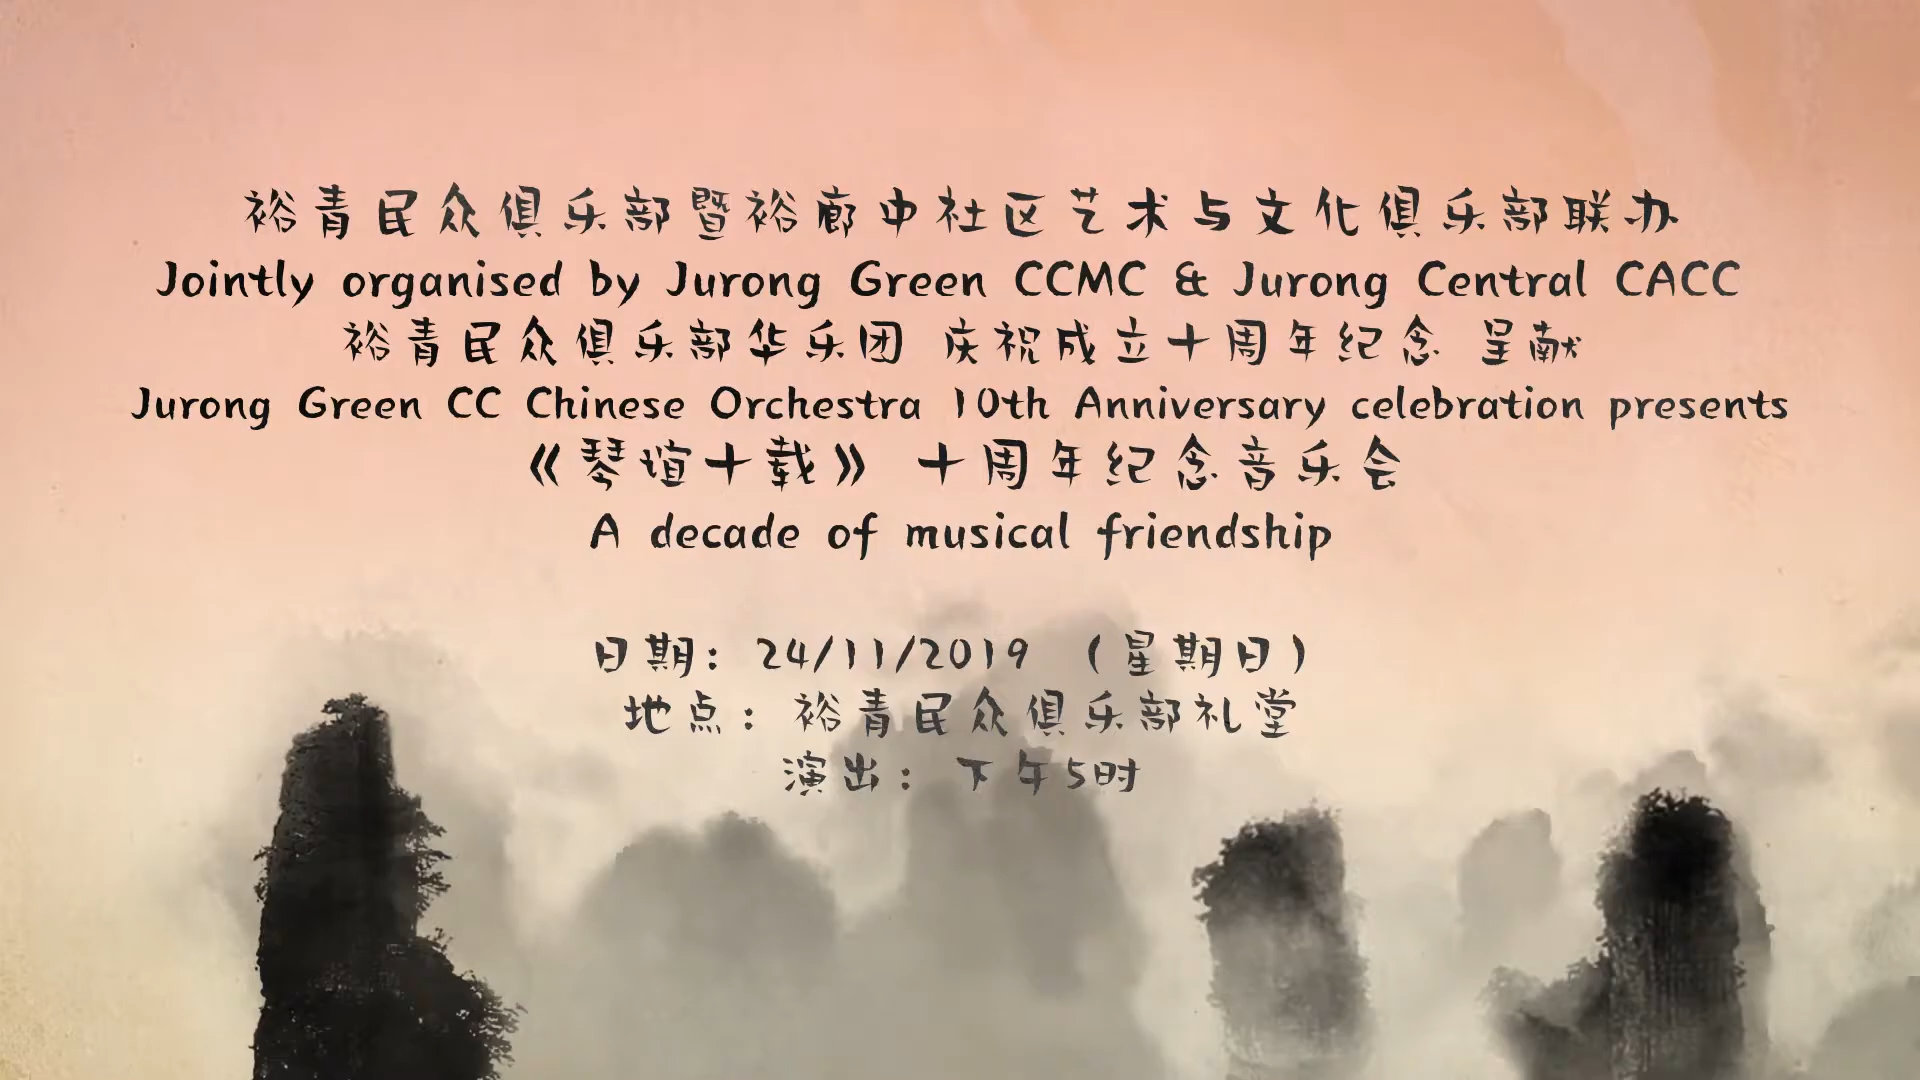 裕青民众俱乐部暨裕廊中社区艺术与文化俱乐部联办
Jointly organised by Jurong Green CCMC & Jurong Central CACC
裕青民众俱乐部华乐团 庆祝成立十周年纪念 呈献
Jurong Green CC Chinese Orchestra 10th Anniversary celebration presents
《琴谊十载》 十周年纪念音乐会
A decade of musical friendship
日期：24/11/2019 （星期日）
地点：裕青民众俱乐部礼堂
演出：下午5时